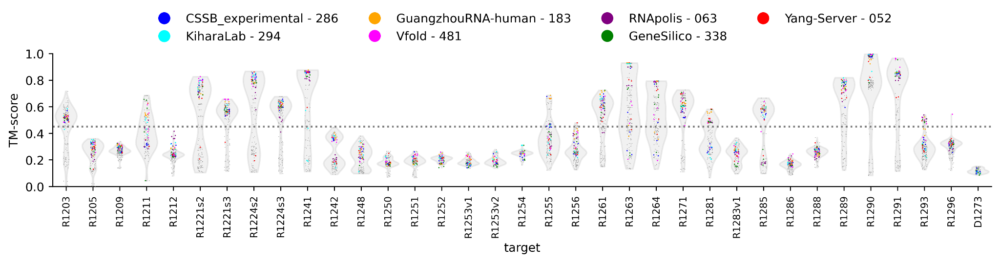 CSSB_experimental - 286 GuangzhouRNA-human - 183 RNApolis - 063 Yang-Server - 052
KiharaLab - 294 Vfold - 481 GeneSilico - 338
TM-score
1.0
0.8
0.6
0.4
0.2
0.0
R1203 R1205 R1209 R1211 R1212 R1221s2 R1221s3 R1224s2 R1224s3 R1241 R1242 R1248 R1250 R1251 R1252 R1253v1 R1253v2 R1254 R1255 R1256 R1261 R1263 R1264 R1271 R1281 R1283v1 R1285 R1286 R1288 R1289 R1290 R1291 R1293 R1296 D1273
target